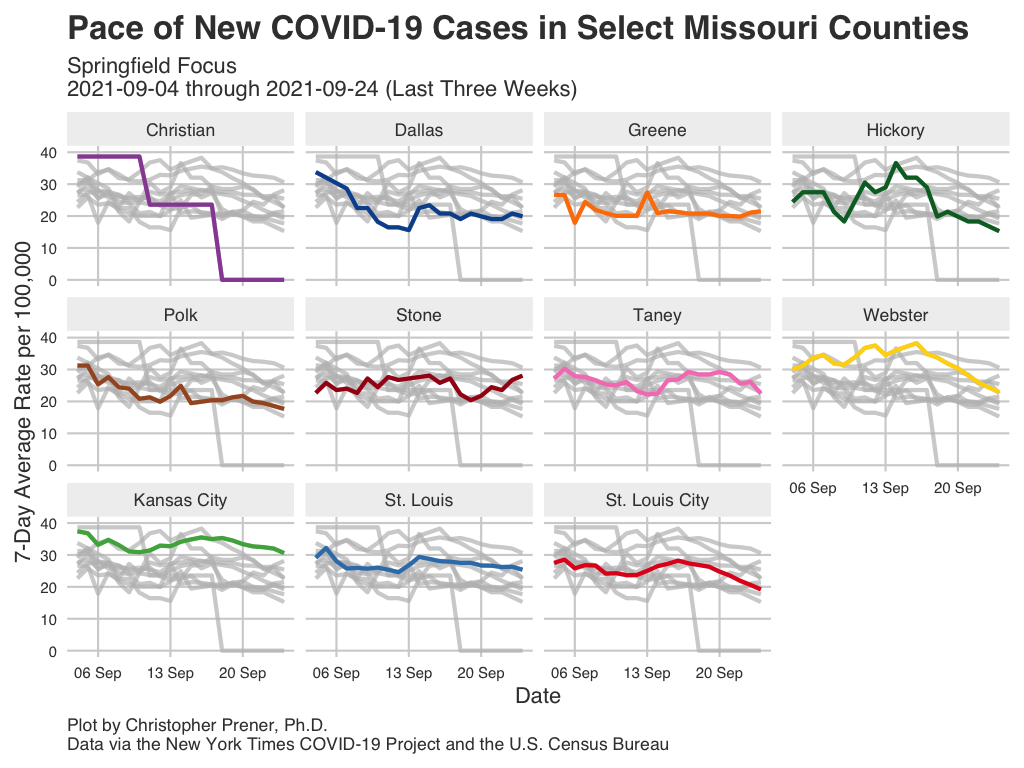 Pace of New COVID-19 Cases in Select Missouri Counties
Springfield Focus
2021-09-04 through 2021-09-24 (Last Three Weeks)
7-Day Average Rate per 100,000
Christian
Dallas
Greene
Hickory
40
30
20
10
0
Polk
Stone
Taney
Webster
40
30
20
10
0
06 Sep
13 Sep
20 Sep
Kansas City
St. Louis
St. Louis City
40
30
20
10
0
06 Sep
13 Sep
20 Sep
06 Sep
13 Sep
20 Sep
06 Sep
13 Sep
20 Sep
Date
Plot by Christopher Prener, Ph.D.
Data via the New York Times COVID-19 Project and the U.S. Census Bureau